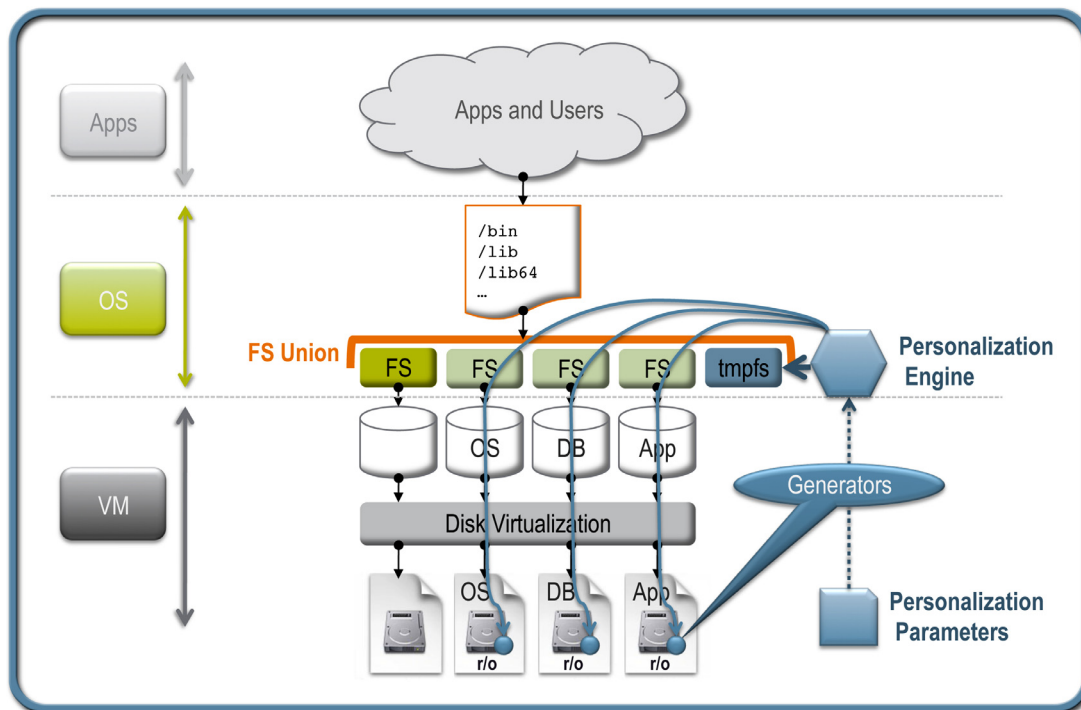 Apps and Users
Apps
/bin
/lib
/lib64
…
OS
FS Union
FS
FS
FS
FS
tmpfs
Personalization
Engine
OS
DB
App
VM
Generators
Disk Virtualization
OS
DB
App
r/o
r/o
r/o
Personalization
Parameters